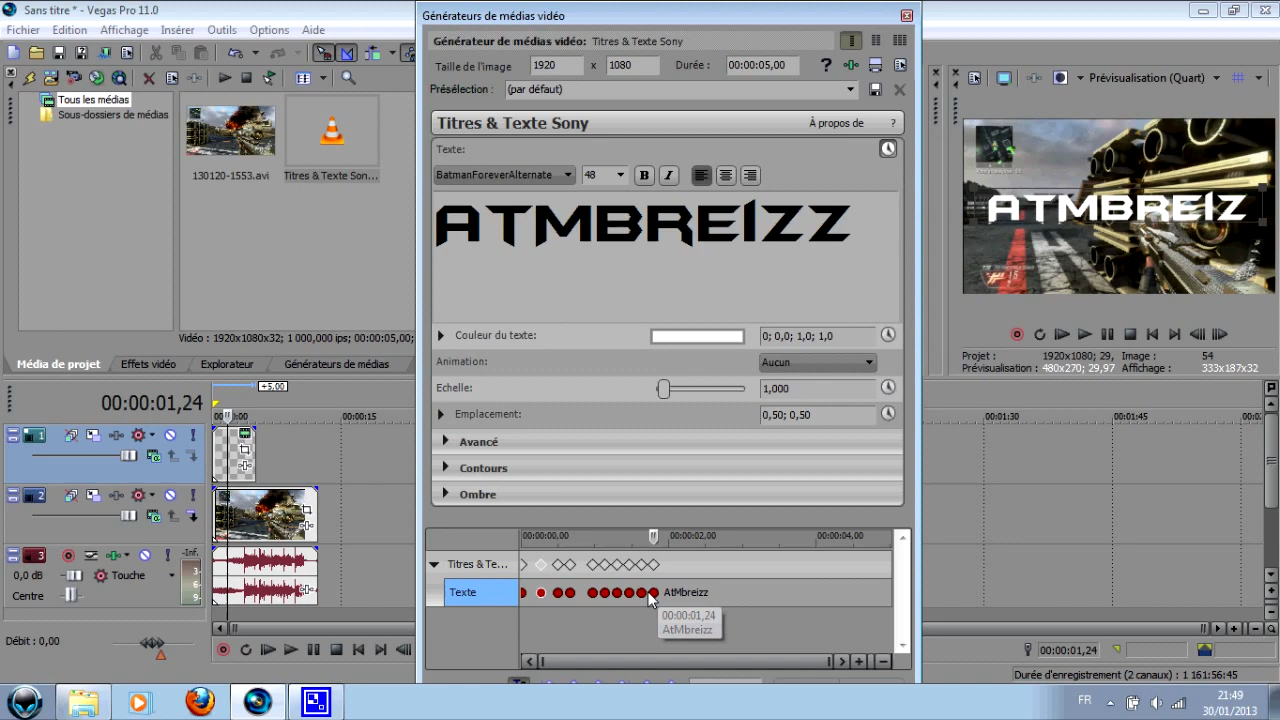 Sans titre * - Vegas Pro 11.0
Fichier Edition Affichage Insérer Outils Options Aide
Tous les médias
Sous-dossiers de médias
130120-1553.avi
Titres & Texte Son...
Vidéo : 1920x1080x32; 1 000,000 ips; 00:00:05,00
Média de projet Effets vidéo Explorateur Générateurs de médias
Générateurs de médias vidéo
Générateur de médias vidéo: Titres & Texte Sony
Taille de l'image 1920 x 1080 Durée : 00:00:05,00 ?
Présélection : (par défaut)
Titres & Texte Sony À propos de ?
Texte:
BatmanForeverAlternate 48 B I
ATMBREIZZ
Couleur du texte: 0; 0,0; 1,0; 1,0
Animation: Aucun
Echelle: 1,000
Emplacement: 0,50; 0,50
Avancé
Contours
Ombre
00:00:00,00 00:00:02,00 00:00:04,00
Titres & Te...
Texte AtMbreizz
00:00:01,24
AtMbreizz
Prévisualisation (Quart)
ATMBREIZ
Projet : 1920x1080; 29, Image : 54
Prévisualisation : 480x270; 29,97 Affichage : 333x187x32
00:00:01,24
+5.00
00:00:15
00:01:30 00:01:45
1
2
3
-Inf.
0,0 dB Touche
Centre
Débit : 0,00
00:00:01,24
Durée d'enregistrement (2 canaux) : 1 161:56:45
FR
21:49
30/01/2013